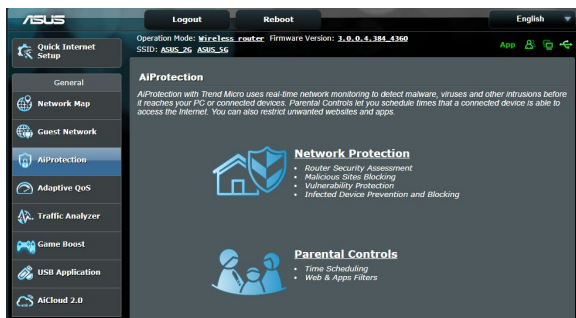 ASUS
Logout
Reboot
English
Quick Internet
Setup
Operation Mode: Wireless router Firmware Version: 3.0.0.4.384_4360
SSID: ASUS_2G ASUS_5G
App
General
Network Map
Guest Network
AiProtection
Adaptive QoS
Traffic Analyzer
Game Boost
USB Application
AiCloud 2.0
AiProtection
AiProtection with Trend Micro uses real-time network monitoring to detect malware, viruses and other intrusions before
it reaches your PC or connected devices. Parental Controls let you schedule times that a connected device is able to
access the Internet. You can also restrict unwanted websites and apps.
Network Protection
• Router Security Assessment
• Malicious Sites Blocking
• Vulnerability Protection
• Infected Device Prevention and Blocking
Parental Controls
• Time Scheduling
• Web & Apps Filters